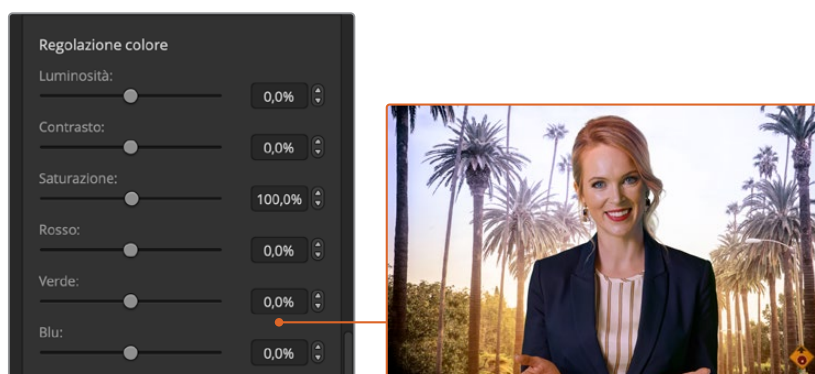 Regolazione colore
Luminosità:
0,0%
Contrasto:
0,0%
Saturazione:
100,0%
Rosso:
0,0%
Verde:
0,0%
Blu:
0,0%